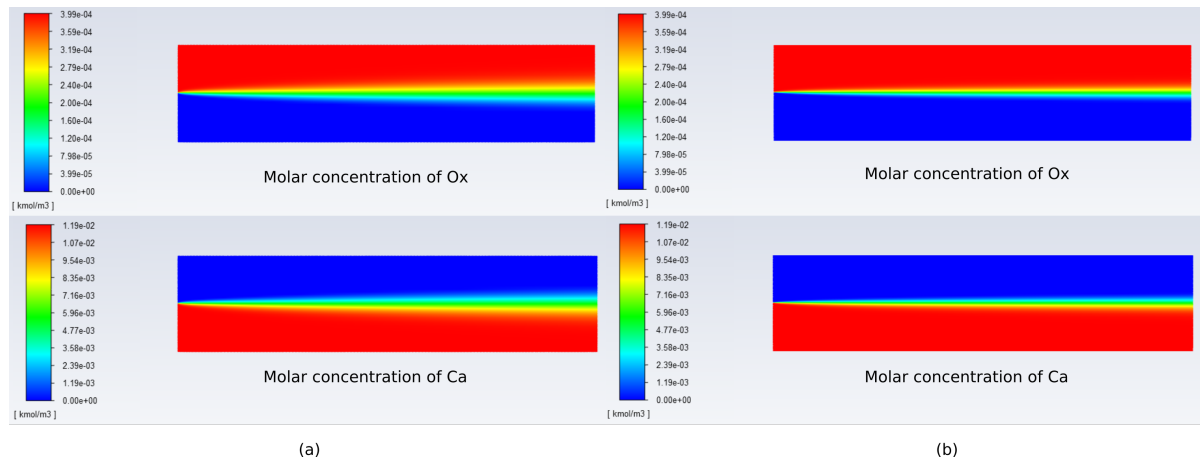 3.99e-04
3.59e-04
3.19e-04
2.79e-04
2.40e-04
2.00e-04
1.60e-04
1.20e-04
7.98e-05
3.99e-05
0.00e+00
[ kmol/m3 ]
Molar concentration of Ox
3.99e-04
3.59e-04
3.19e-04
2.79e-04
2.40e-04
2.00e-04
1.60e-04
1.20e-04
7.98e-05
3.99e-05
0.00e+00
[ kmol/m3 ]
Molar concentration of Ox
1.19e-02
1.07e-02
9.54e-03
8.35e-03
7.16e-03
5.96e-03
4.77e-03
3.58e-03
2.39e-03
1.19e-03
0.00e+00
[ kmol/m3 ]
Molar concentration of Ca
1.19e-02
1.07e-02
9.54e-03
8.35e-03
7.16e-03
5.96e-03
4.77e-03
3.58e-03
2.39e-03
1.19e-03
0.00e+00
[ kmol/m3 ]
Molar concentration of Ca
(a)
(b)